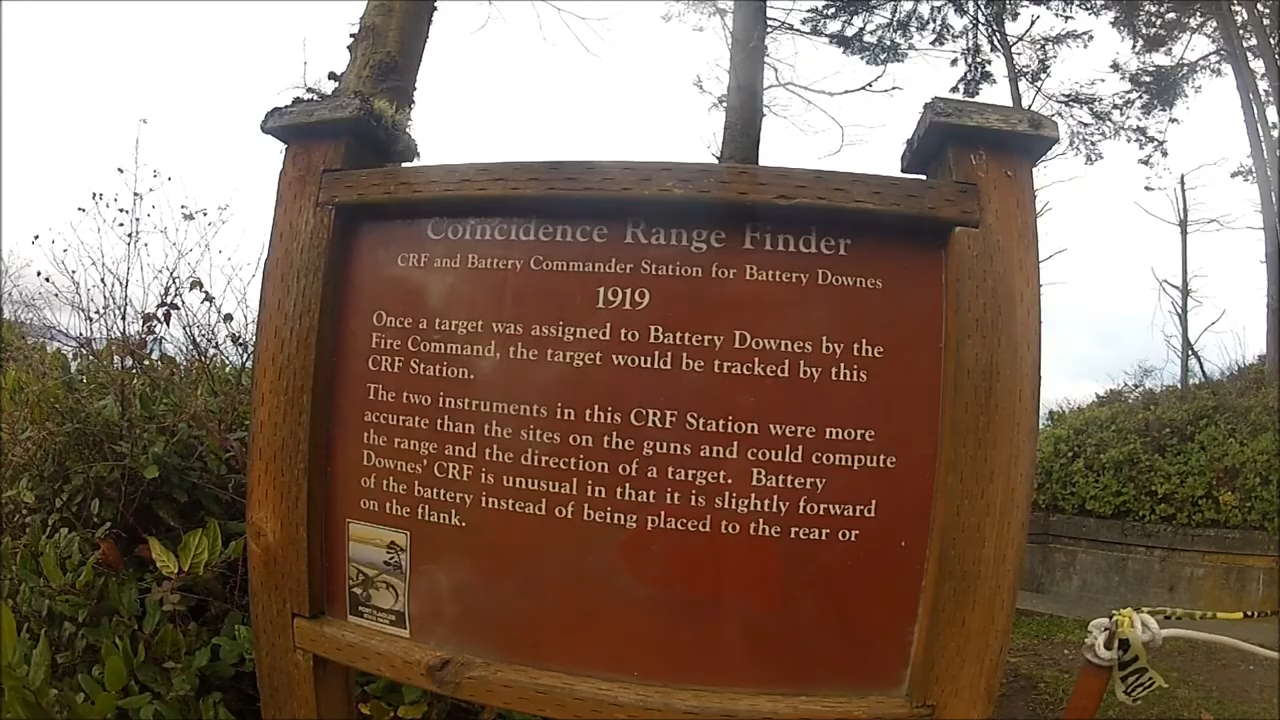 Coincidence Range Finder
CRF and Battery Commander Station for Battery Downes
1919
Once a target was assigned to Battery Downes by the
Fire Command, the target would be tracked by this
CRF Station.
The two instruments in this CRF Station were more
accurate than the sites on the guns and could compute
the range and the direction of a target. Battery
Downes' CRF is unusual in that it is slightly forward
of the battery instead of being placed to the rear or
on the flank.
FORT FLAGLER
STATE PARK